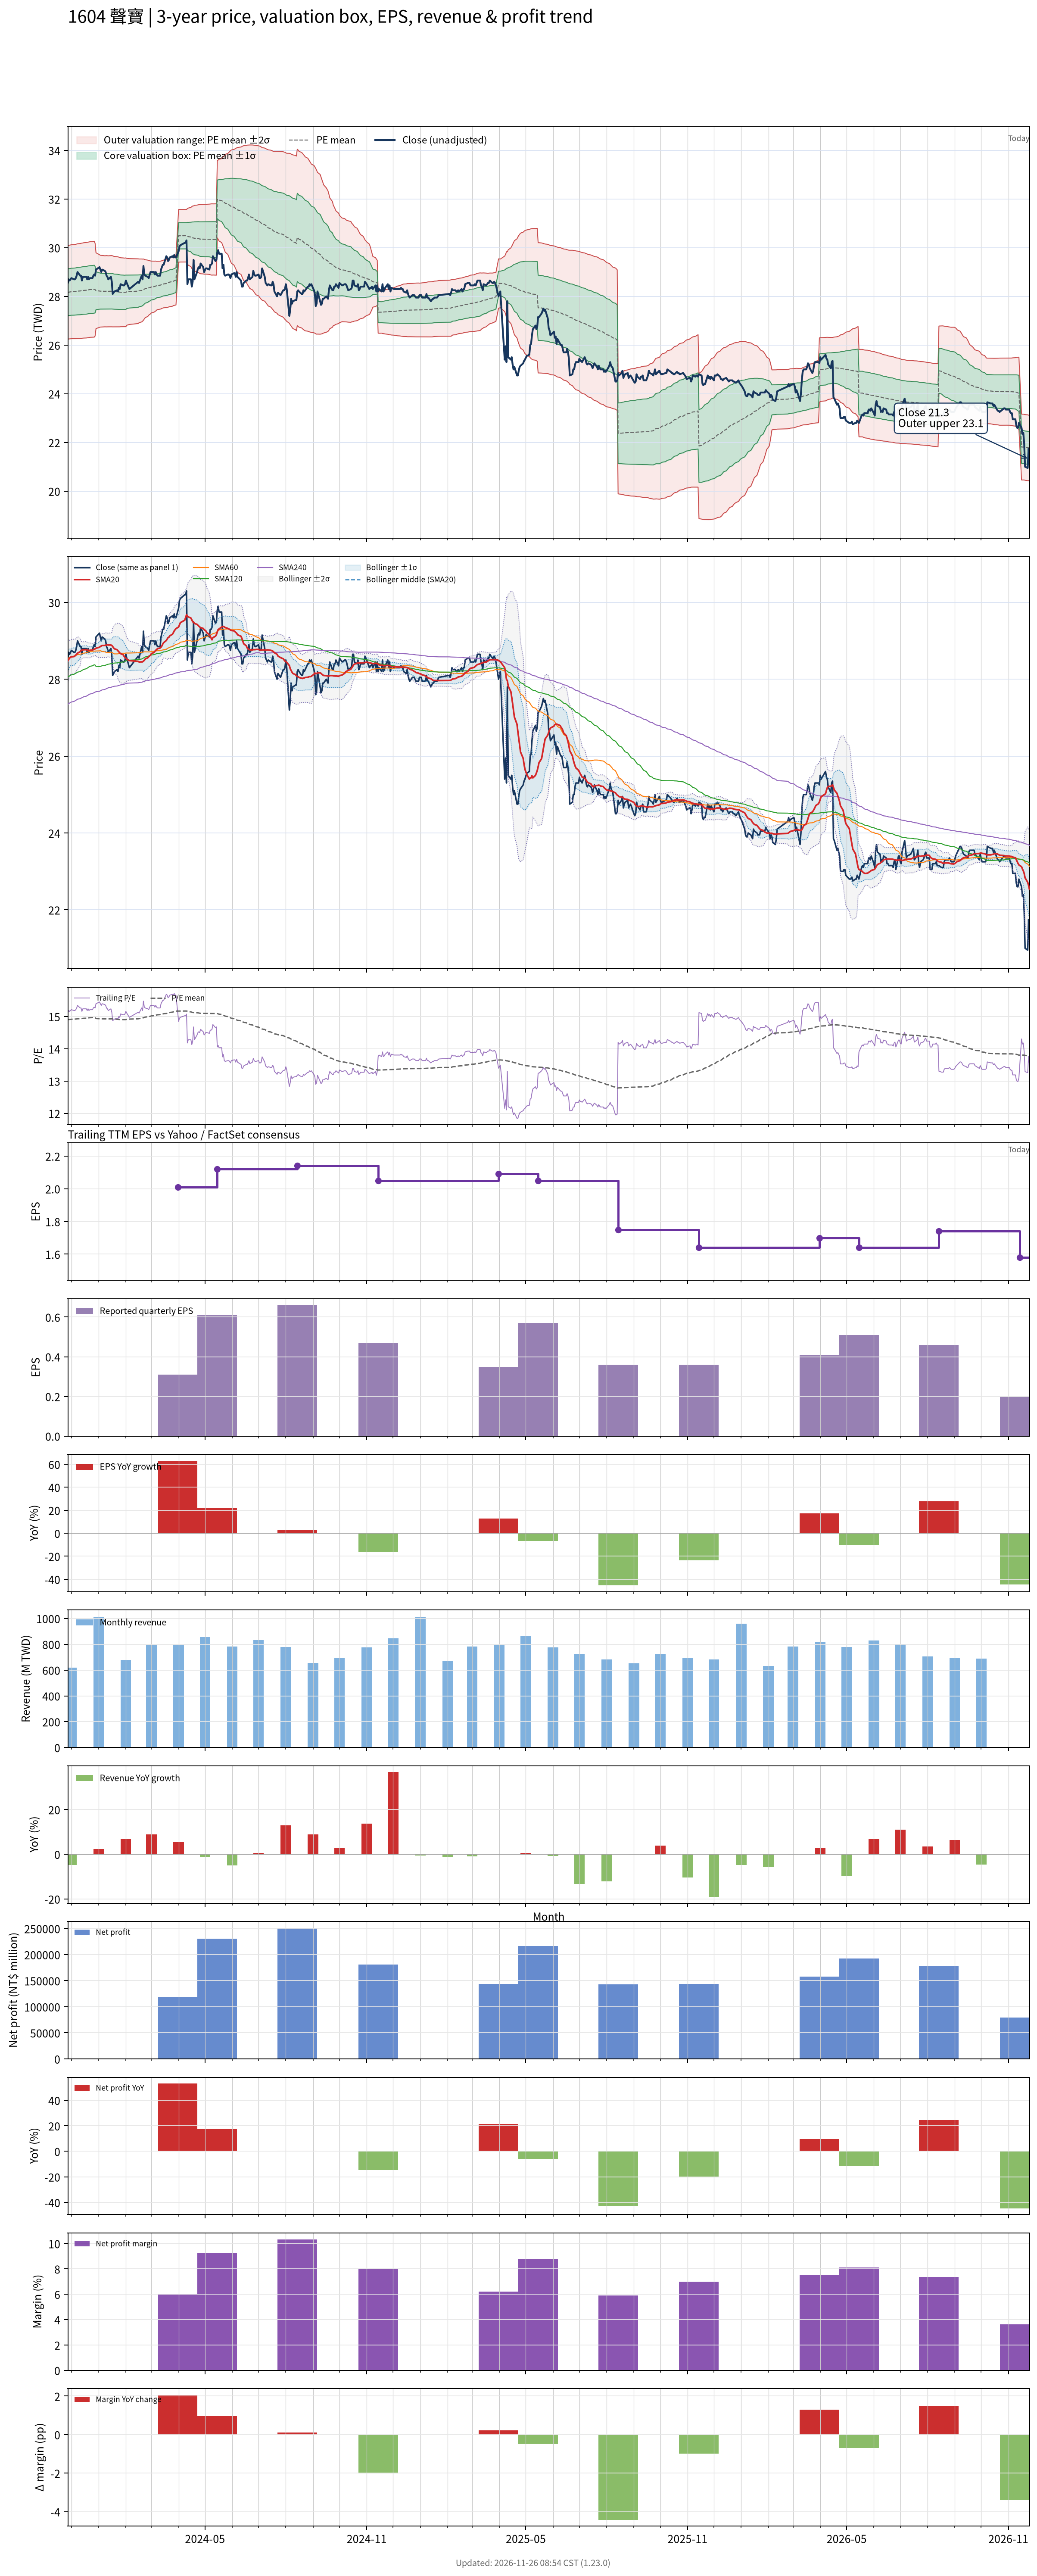 1604 聲寶 | 3-year price, valuation box, EPS, revenue & profit trend
Outer valuation range: PE mean ±2σ
PE mean
Close (unadjusted)
Core valuation box: PE mean ±1σ
Today
34
32
30
28
26
24
22
20
Price (TWD)
Close 21.3
Outer upper 23.1
Close (same as panel 1)
SMA20
SMA60
SMA120
SMA240
Bollinger ±2σ
Bollinger ±1σ
Bollinger middle (SMA20)
30
28
26
24
22
Price
Trailing P/E
P/E mean
15
14
13
12
P/E
Trailing TTM EPS vs Yahoo / FactSet consensus
Today
2.2
2.0
1.8
1.6
EPS
Reported quarterly EPS
0.6
0.4
0.2
0.0
EPS
EPS YoY growth
60
40
20
0
-20
-40
YoY (%)
Monthly revenue
1000
800
600
400
200
0
Revenue (M TWD)
Revenue YoY growth
20
0
-20
YoY (%)
Month
Net profit
250000
200000
150000
100000
50000
0
Net profit (NT$ million)
Net profit YoY
40
20
0
-20
-40
YoY (%)
Net profit margin
10
8
6
4
2
0
Margin (%)
Margin YoY change
2
0
-2
-4
Δ margin (pp)
2024-05
2024-11
2025-05
2025-11
2026-05
2026-11
Updated: 2026-11-26 08:54 CST (1.23.0)